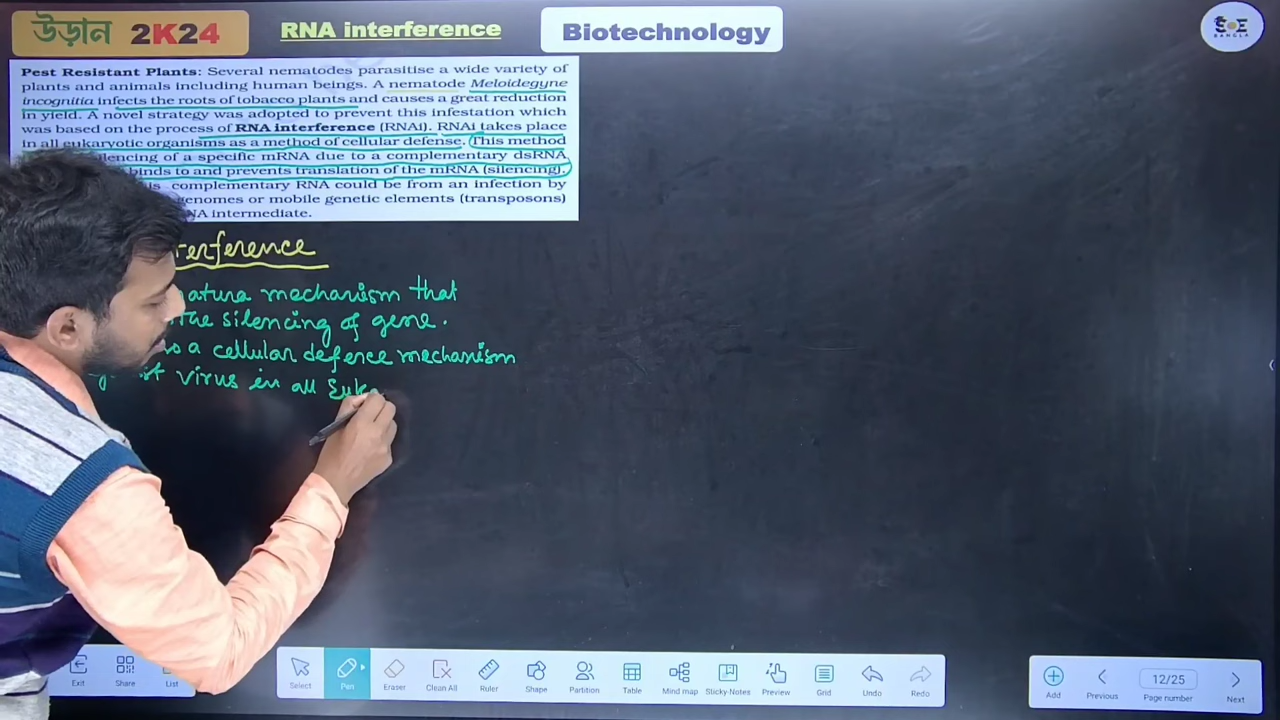 উড়ান 2K24
RNA interference
Biotechnology
SOE
BANGLA
Pest Resistant Plants: Several nematodes parasitise a wide variety of
plants and animals including human beings. A nematode Meloidegyne
incognitia infects the roots of tobacco plants and causes a great reduction
in yield. A novel strategy was adopted to prevent this infestation which
was based on the process of RNA interference (RNAi). RNAi takes place
in all eukaryotic organisms as a method of cellular defense. This method
silencing of a specific mRNA due to a complementary dsRNA
binds to and prevents translation of the mRNA (silencing).
complementary RNA could be from an infection by
genomes or mobile genetic elements (transposons)
intermediate.
terference
natura mechanism that
the silencing of gene.
a cellular defence mechanism
virus in all Euk
Exit
Share
List
Select
Pen
Eraser
Clean All
Ruler
Shape
Partition
Table
Mind map
Sticky-Notes
Preview
Grid
Undo
Redo
Add
Previous
12/25
Page number
Next